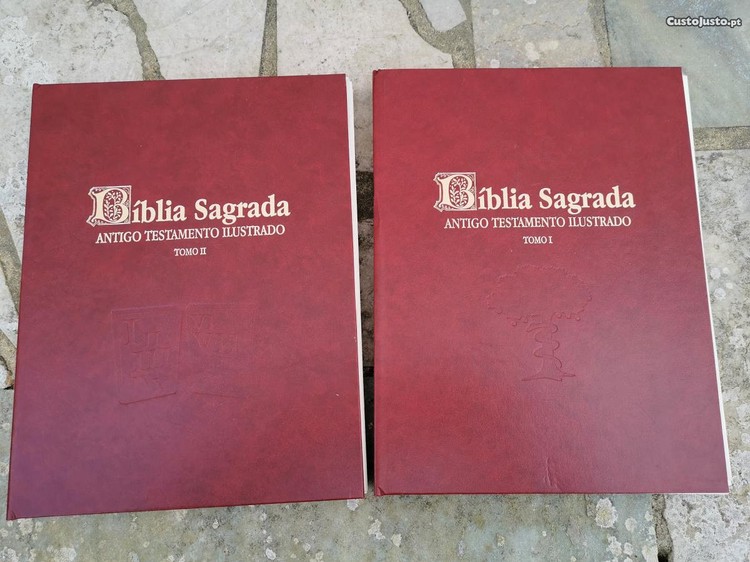 CustoJusto.pt
Bíblia Sagrada
ANTIGO TESTAMENTO ILUSTRADO
TOMO II
Bíblia Sagrada
ANTIGO TESTAMENTO ILUSTRADO
TOMO I